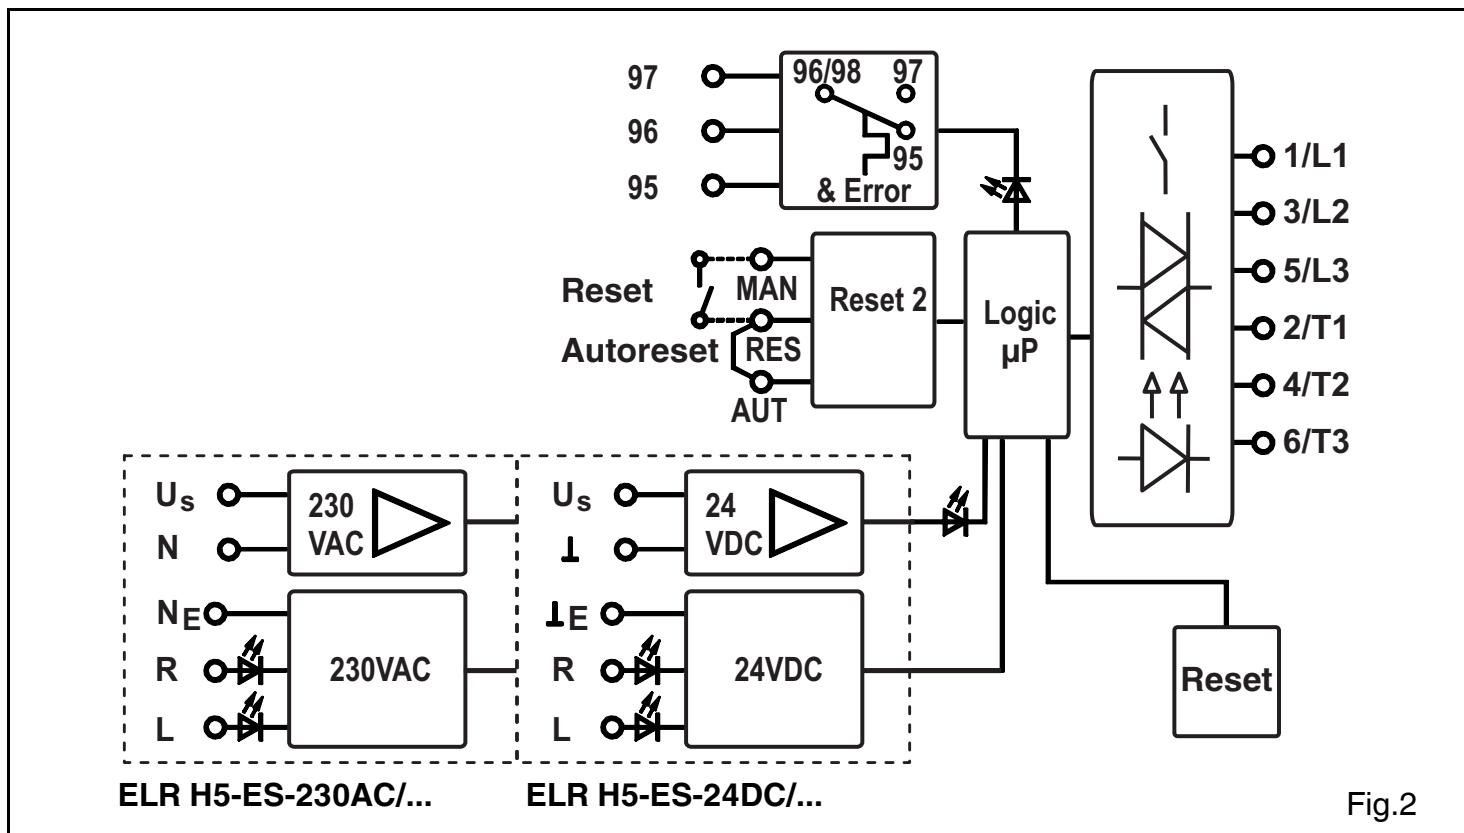 97
96
95
96/98 97
95
& Error
1/L1
3/L2
5/L3
2/T1
4/T2
6/T3
Reset
Autoreset
MAN
RES
AUT
Reset 2
Logic
µP
Us
N
230
VAC
NE
R
L
230VAC
Us
⊥
24
VDC
⊥E
R
L
24VDC
Reset
ELR H5-ES-230AC/...
ELR H5-ES-24DC/...
Fig.2